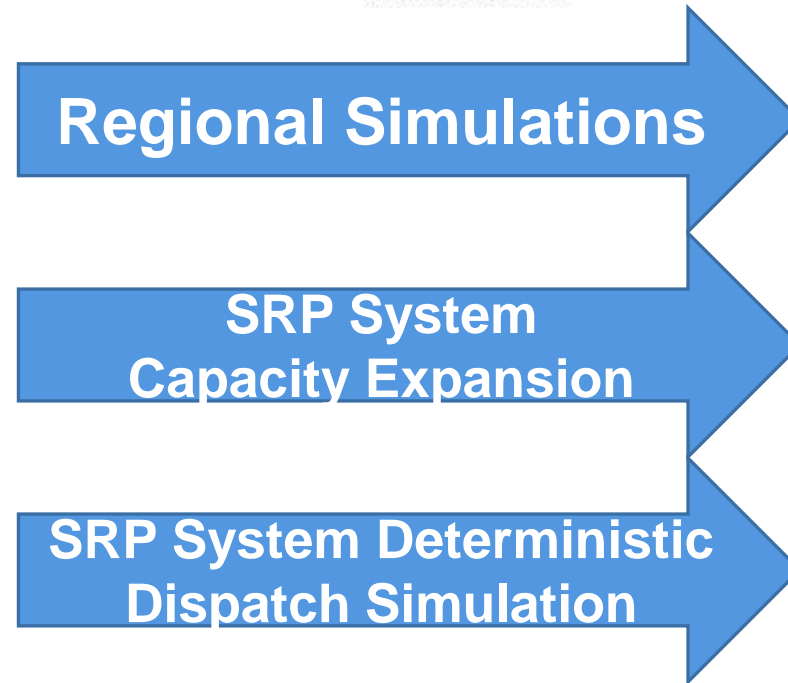 Regional Simulations
SRP System
Capacity Expansion
SRP System Deterministic
Dispatch Simulation